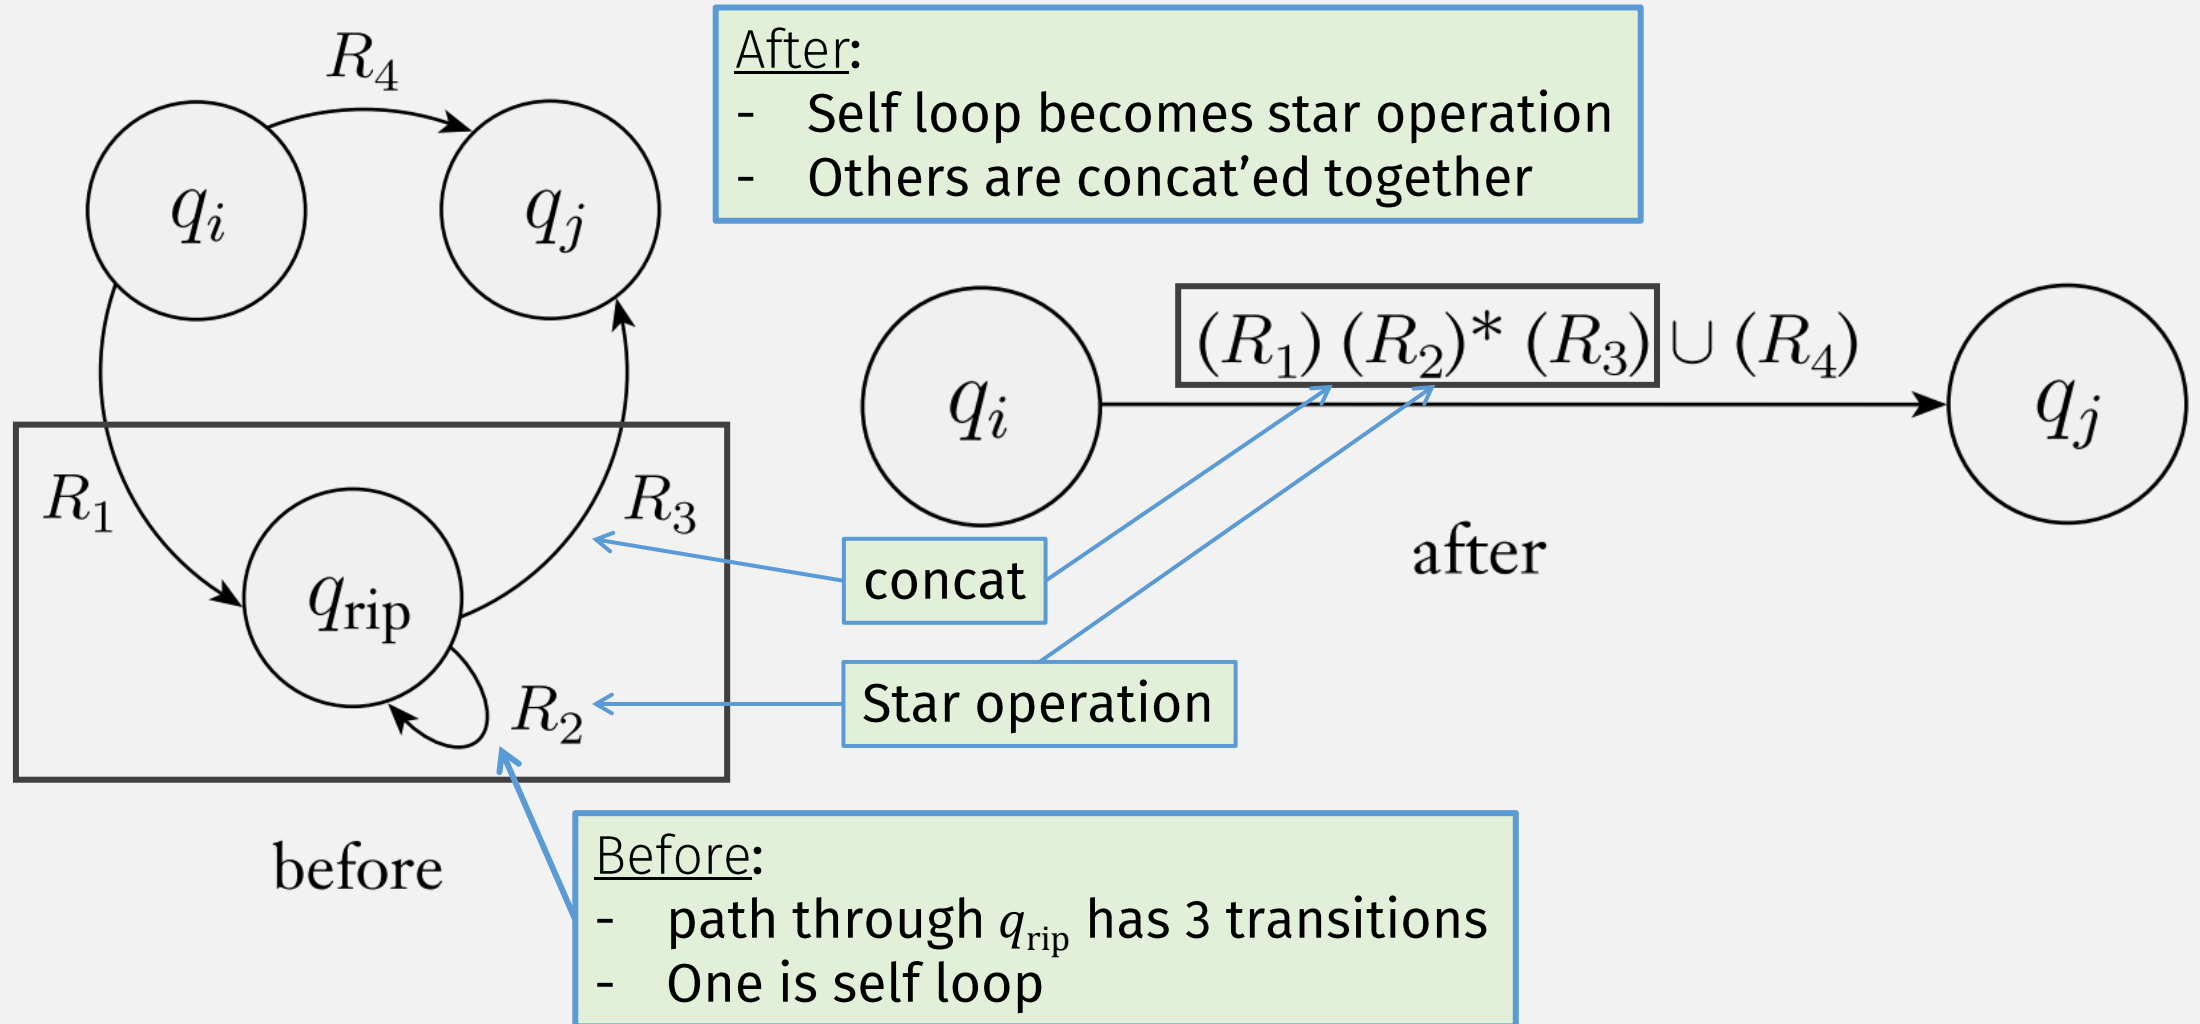 R₄
After:
- Self loop becomes star operation
- Others are concat’ed together
qᵢ
qⱼ
(R₁) (R₂)* (R₃) ∪ (R₄)
qᵢ
qⱼ
R₁
R₃
after
concat
q_rip
Star operation
R₂
before
Before:
- path through q_rip has 3 transitions
- One is self loop